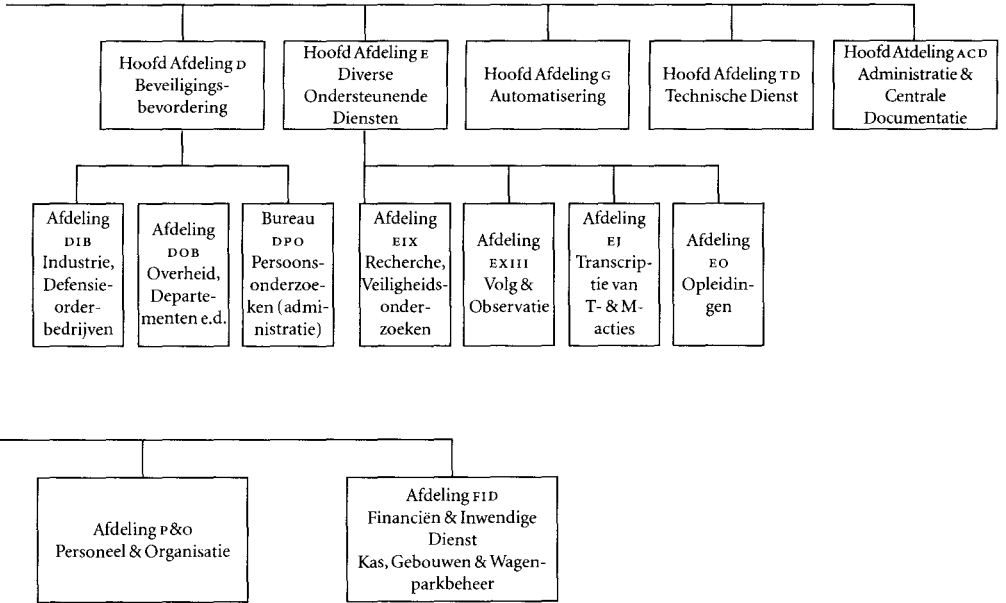 Hoofd Afdeling D
Beveiligings-
bevordering
Hoofd Afdeling E
Diverse
Ondersteunende
Diensten
Hoofd Afdeling G
Automatisering
Hoofd Afdeling TD
Technische Dienst
Hoofd Afdeling ACD
Administratie &
Centrale
Documentatie
Afdeling
DIB
Industrie,
Defensie-
order-
bedrijven
Afdeling
DOB
Overheid,
Departe-
menten e.d.
Bureau
DPO
Persoons-
onderzoe-
ken (admi-
nistratie)
Afdeling
EIX
Recherche,
Veiligheids-
onder-
zoeken
Afdeling
EXIII
Volg &
Observatie
Afdeling
EJ
Transcrip-
tie van
T- & M-
acties
Afdeling
EO
Opleidin-
gen
Afdeling P&O
Personeel & Organisatie
Afdeling FID
Financiën & Inwendige
Dienst
Kas, Gebouwen & Wagen-
parkbeheer